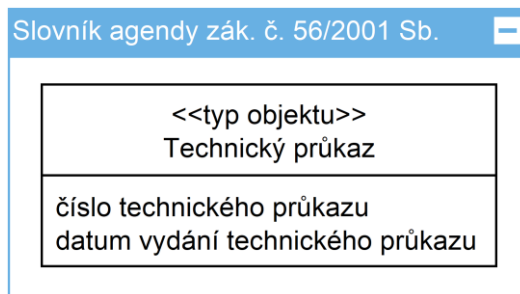 Slovník agendy zák. č. 56/2001 Sb.
<<typ objektu>>
Technický průkaz
číslo technického průkazu
datum vydání technického průkazu